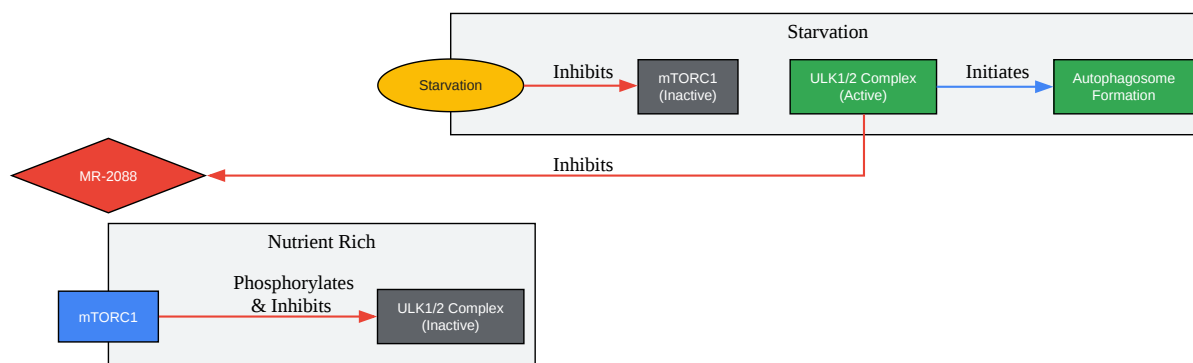 Starvation
Starvation
Inhibits
mTORC1
(Inactive)
ULK1/2 Complex
(Active)
Initiates
Autophagosome
Formation
MR-2088
Inhibits
Nutrient Rich
mTORC1
Phosphorylates
& Inhibits
ULK1/2 Complex
(Inactive)